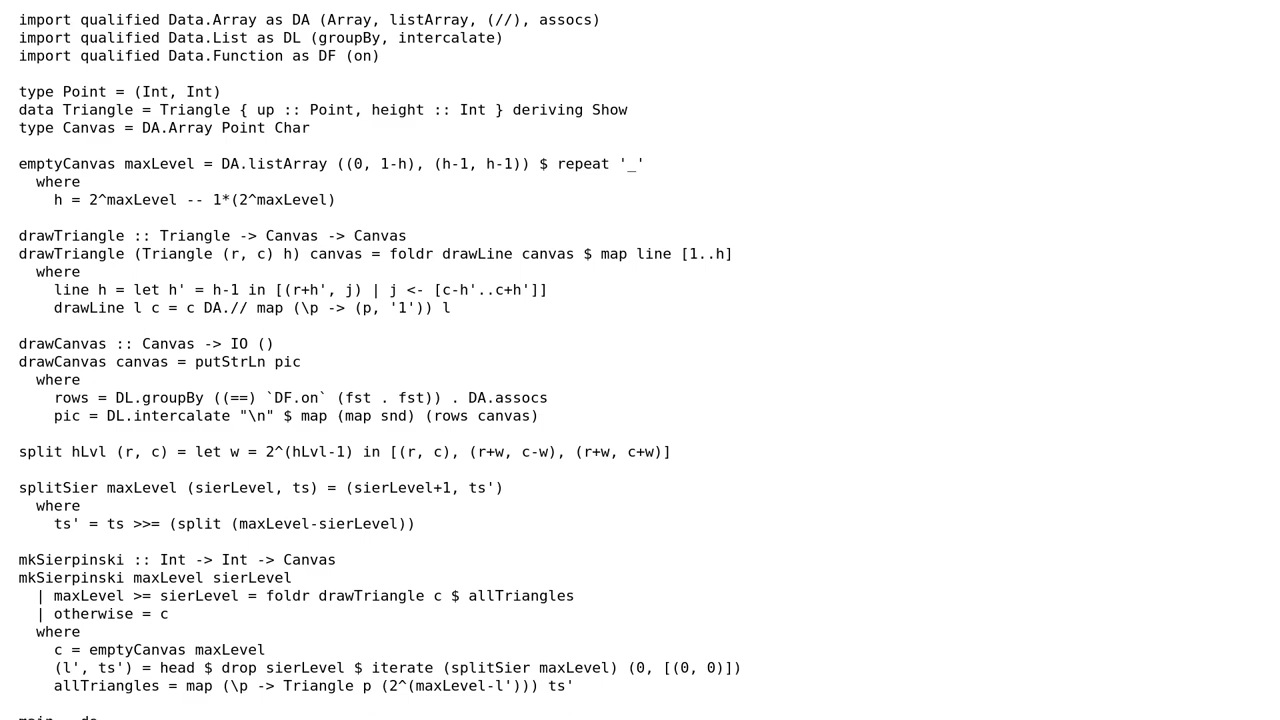 import qualified Data.Array as DA (Array, listArray, (//), assocs)
import qualified Data.List as DL (groupBy, intercalate)
import qualified Data.Function as DF (on)

type Point = (Int, Int)
data Triangle = Triangle { up :: Point, height :: Int } deriving Show
type Canvas = DA.Array Point Char

emptyCanvas maxLevel = DA.listArray ((0, 1-h), (h-1, h-1)) $ repeat '_'
  where
    h = 2^maxLevel -- 1*(2^maxLevel)

drawTriangle :: Triangle -> Canvas -> Canvas
drawTriangle (Triangle (r, c) h) canvas = foldr drawLine canvas $ map line [1..h]
  where
    line h = let h' = h-1 in [(r+h', j) | j <- [c-h'..c+h']]
    drawLine l c = c DA.// map (\p -> (p, '1')) l

drawCanvas :: Canvas -> IO ()
drawCanvas canvas = putStrLn pic
  where
    rows = DL.groupBy ((==) `DF.on` (fst . fst)) . DA.assocs
    pic = DL.intercalate "\n" $ map (map snd) (rows canvas)

split hLvl (r, c) = let w = 2^(hLvl-1) in [(r, c), (r+w, c-w), (r+w, c+w)]

splitSier maxLevel (sierLevel, ts) = (sierLevel+1, ts')
  where
    ts' = ts >>= (split (maxLevel-sierLevel))

mkSierpinski :: Int -> Int -> Canvas
mkSierpinski maxLevel sierLevel
  | maxLevel >= sierLevel = foldr drawTriangle c $ allTriangles
  | otherwise = c
  where
    c = emptyCanvas maxLevel
    (l', ts') = head $ drop sierLevel $ iterate (splitSier maxLevel) (0, [(0, 0)])
    allTriangles = map (\p -> Triangle p (2^(maxLevel-l'))) ts'